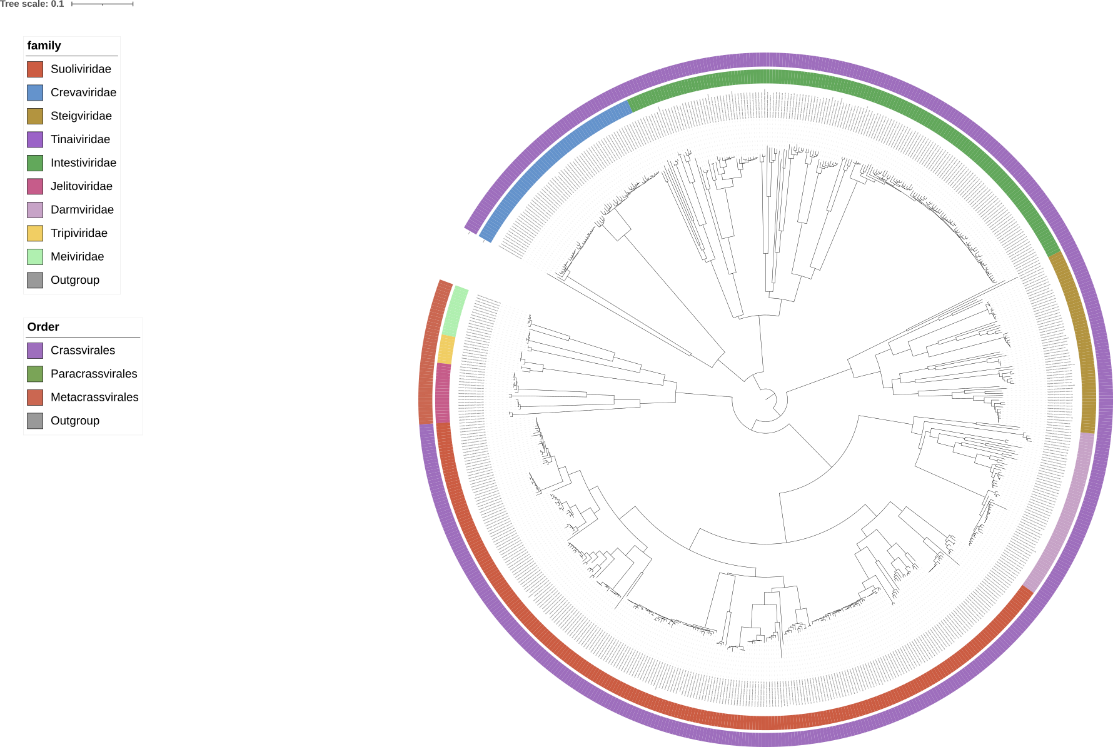 Tree scale: 0.1
family
Suoliviridae
Crevaviridae
Steigviridae
Tinaiviridae
Intestiviridae
Jelitoviridae
Darmviridae
Tripiviridae
Meiviridae
Outgroup
Order
Crassvirales
Paracrassvirales
Metacrassvirales
Outgroup